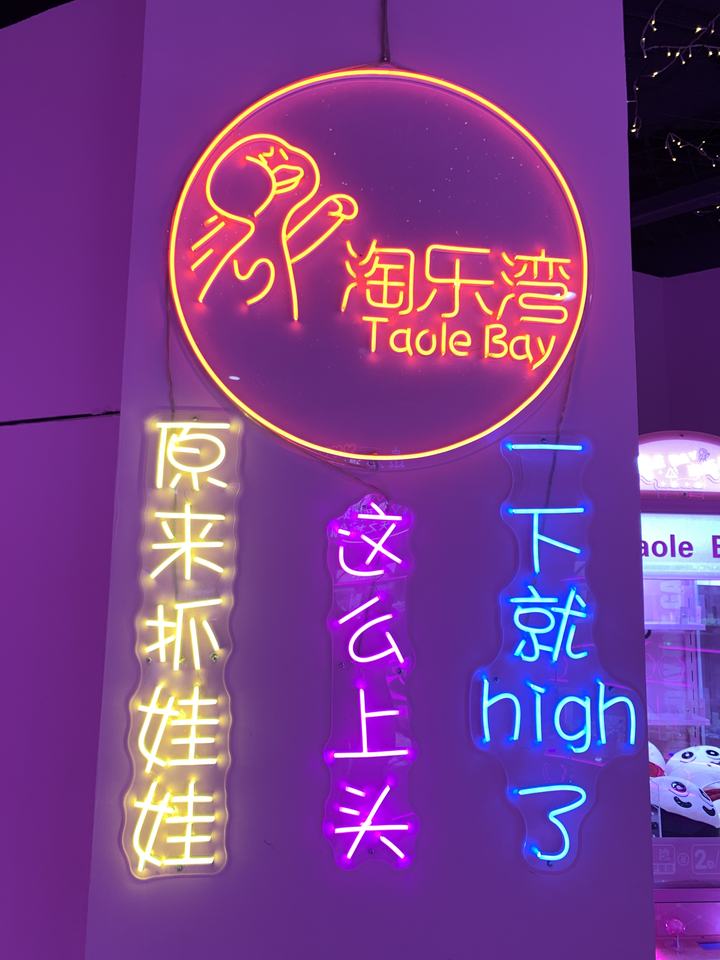 淘乐湾
Taole Bay
原来抓娃娃
这么上头
一下就high了
aole B